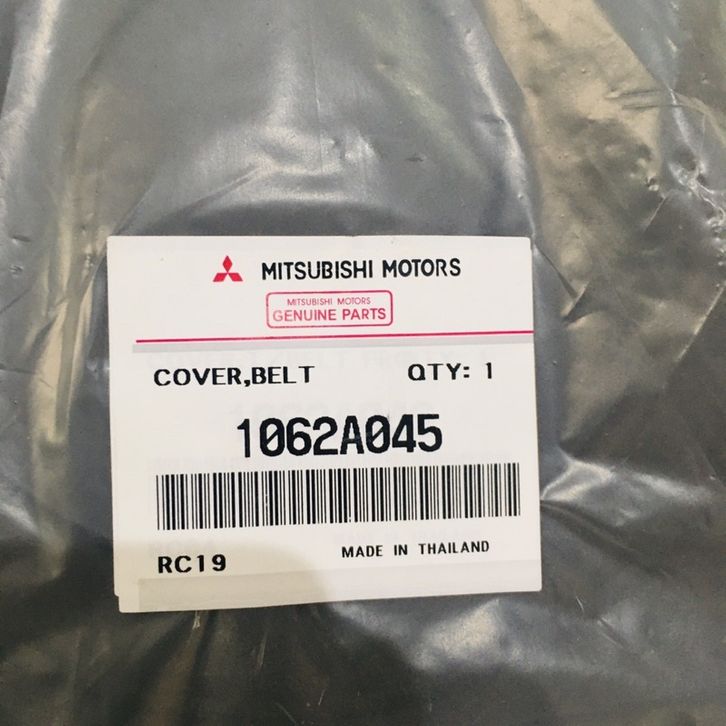 MITSUBISHI MOTORS
MITSUBISHI MOTORS
GENUINE PARTS
COVER,BELT QTY: 1
1062A045
RC19 MADE IN THAILAND